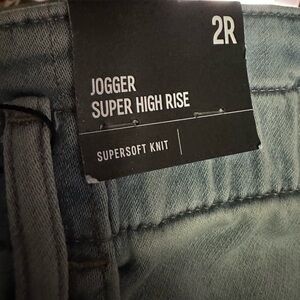 2R
JOGGER
SUPER HIGH RISE
SUPERSOFT KNIT